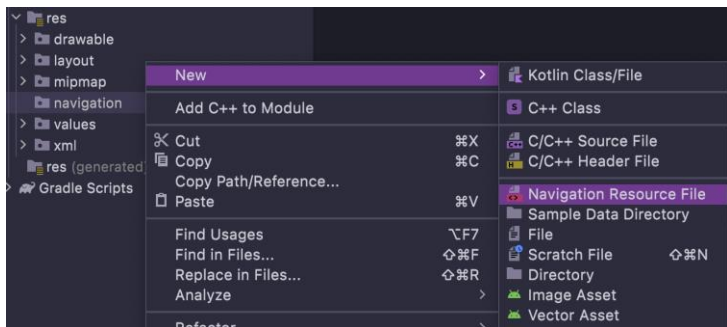 res
drawable
layout
mipmap
navigation
values
xml
res (generated)
Gradle Scripts
New
Add C++ to Module
Cut ⌘X
Copy ⌘C
Copy Path/Reference...
Paste ⌘V
Find Usages ⌥F7
Find in Files... ⇧⌘F
Replace in Files... ⇧⌘R
Analyze
Refactor
Kotlin Class/File
C++ Class
C/C++ Source File
C/C++ Header File
Navigation Resource File
Sample Data Directory
File
Scratch File ⇧⌘N
Directory
Image Asset
Vector Asset